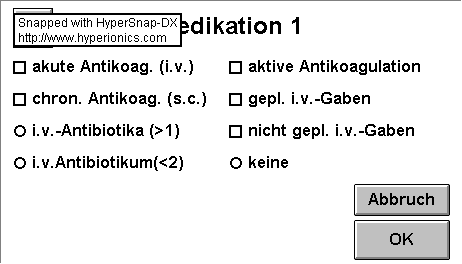 Snapped with HyperSnap-DX
http://www.hyperionics.com
edikation 1
akute Antikoag. (i.v.)
aktive Antikoagulation
chron. Antikoag. (s.c.)
gepl. i.v.-Gaben
i.v.-Antibiotika (>1)
nicht gepl. i.v.-Gaben
i.v.Antibiotikum(<2)
keine
Abbruch
OK